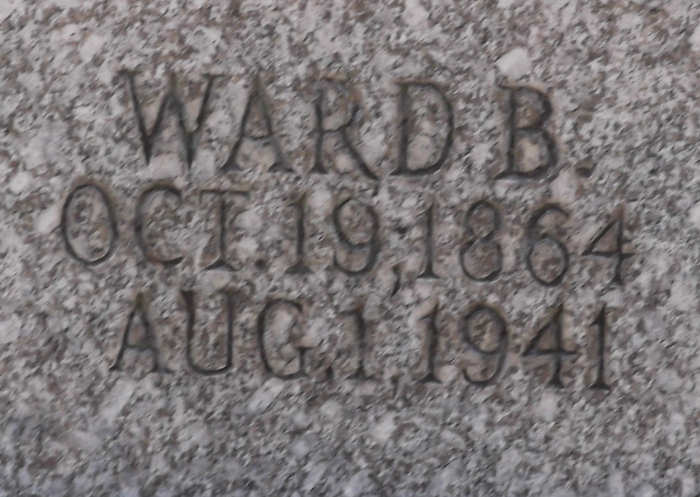 WARD B.
OCT. 19, 1864
AUG. 1, 1941